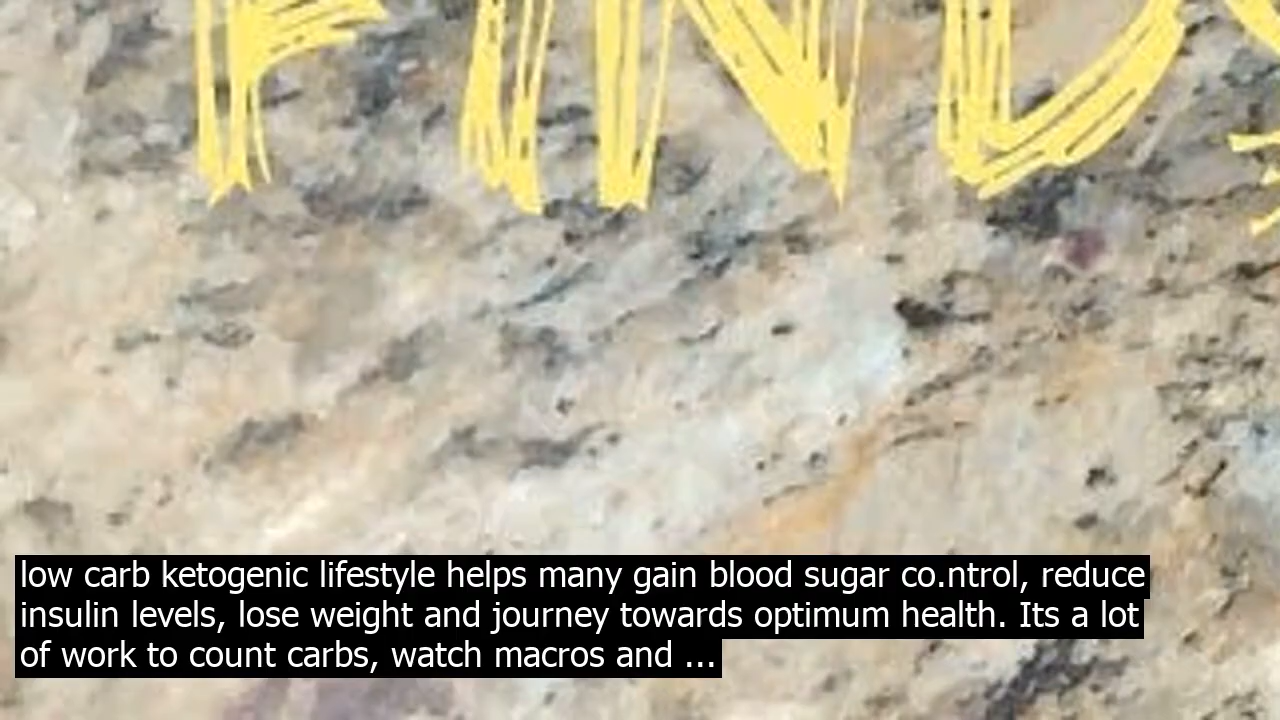 FINDS
low carb ketogenic lifestyle helps many gain blood sugar co.ntrol, reduce
insulin levels, lose weight and journey towards optimum health. Its a lot
of work to count carbs, watch macros and ...